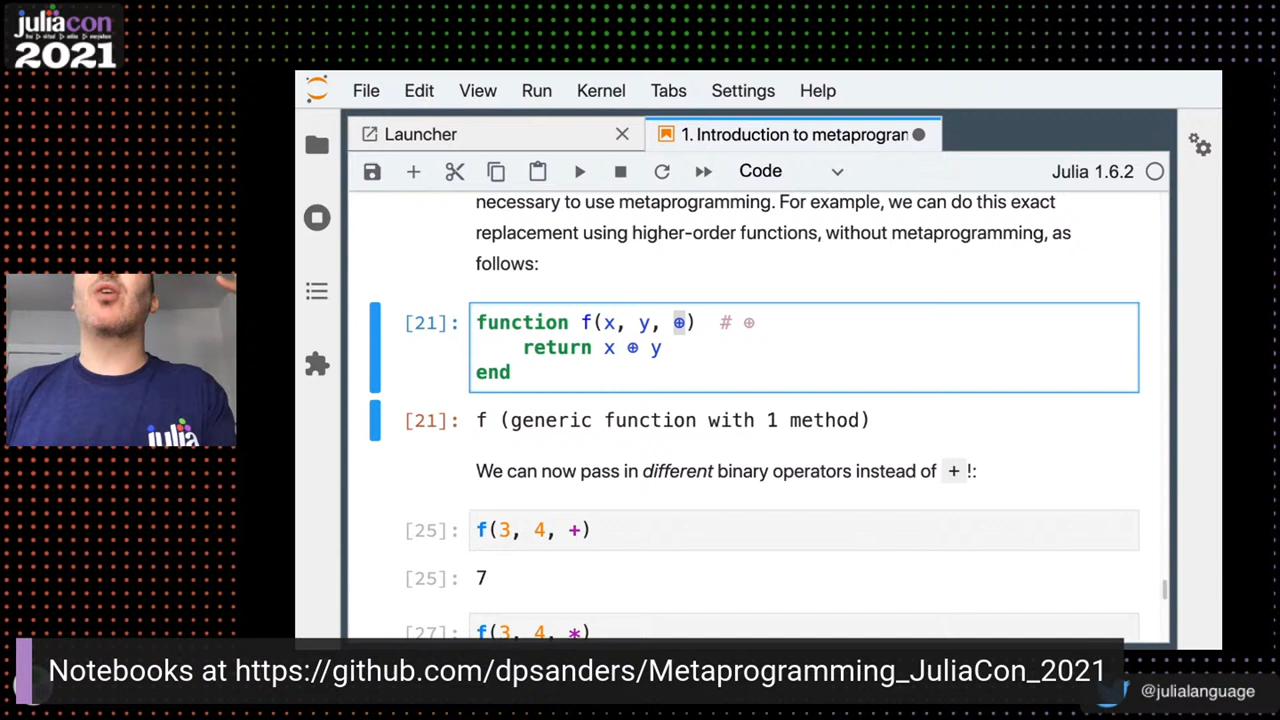 juliacon
2021
File Edit View Run Kernel Tabs Settings Help
Launcher
1. Introduction to metaprogran
Code
Julia 1.6.2
necessary to use metaprogramming. For example, we can do this exact
replacement using higher-order functions, without metaprogramming, as
follows:
[21]: function f(x, y, ⊕) # ⊕
return x ⊕ y
end
[21]: f (generic function with 1 method)
We can now pass in different binary operators instead of + !:
[25]: f(3, 4, +)
[25]: 7
[27]: f(3, 4, *)
julia
Notebooks at https://github.com/dpsanders/Metaprogramming_JuliaCon_2021
@julialanguage